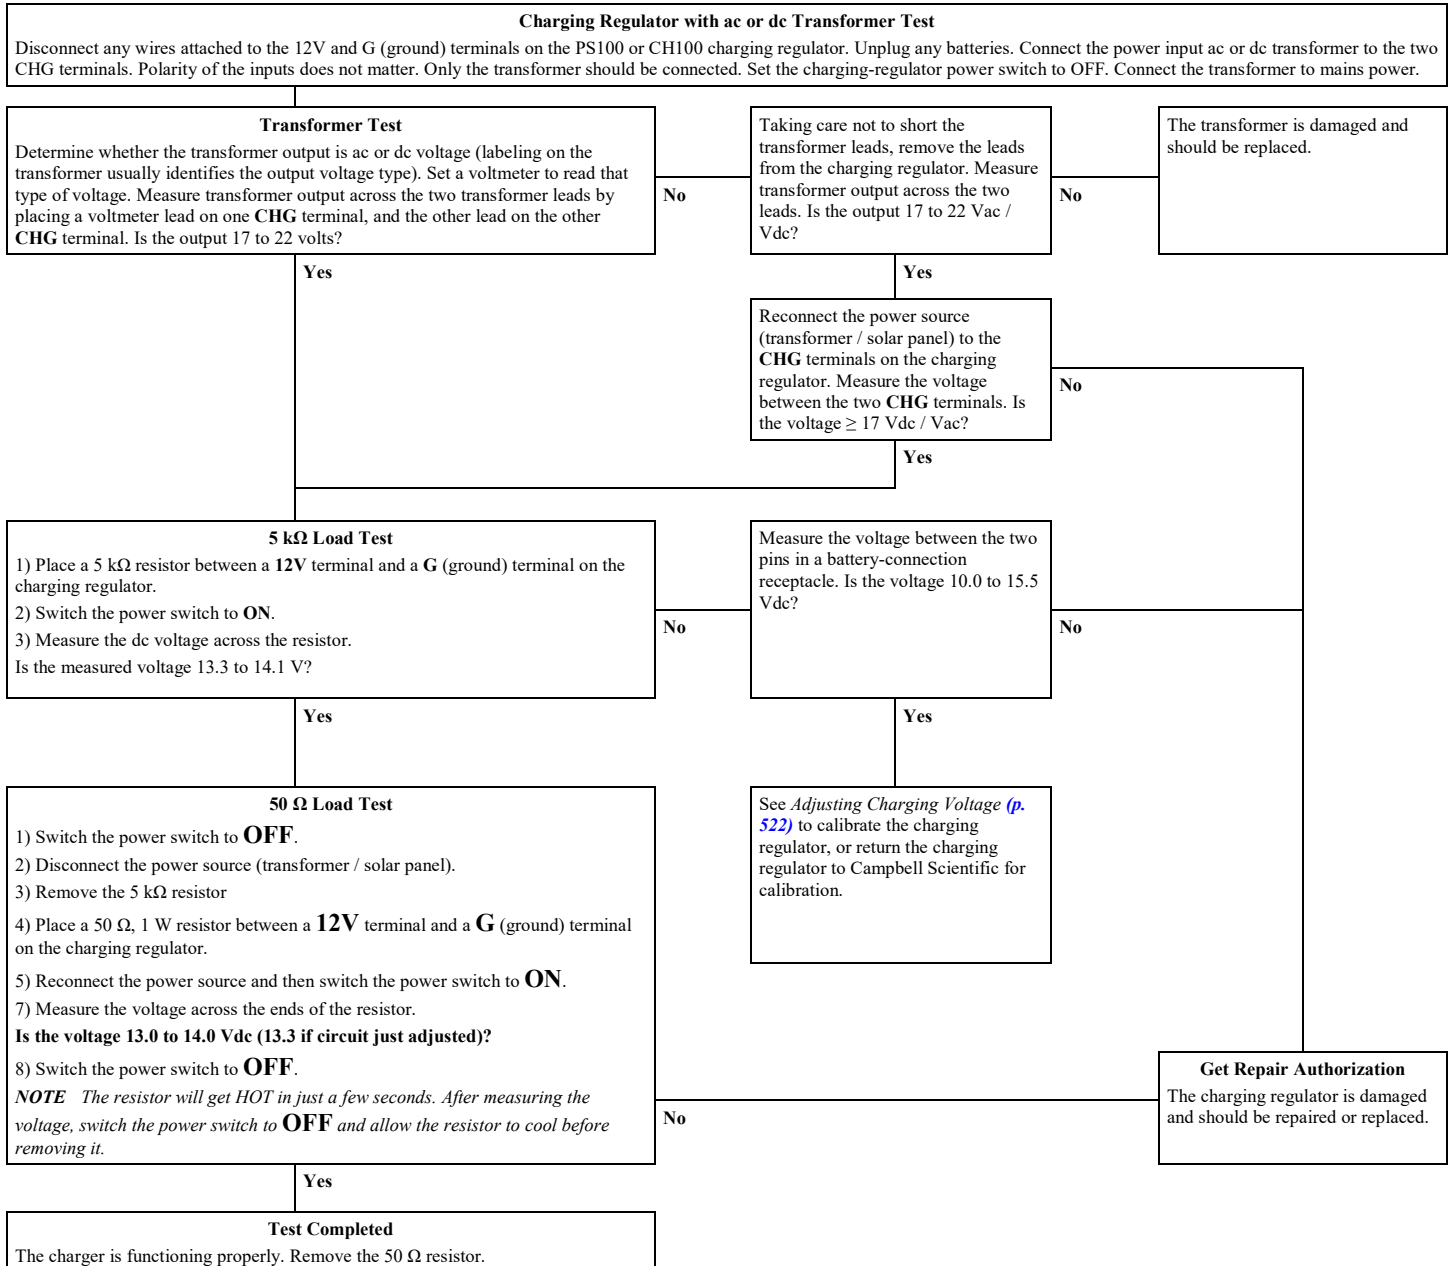 Charging Regulator with ac or dc Transformer Test
Disconnect any wires attached to the 12V and G (ground) terminals on the PS100 or CH100 charging regulator. Unplug any batteries. Connect the power input ac or dc transformer to the two
CHG terminals. Polarity of the inputs does not matter. Only the transformer should be connected. Set the charging-regulator power switch to OFF. Connect the transformer to mains power.
Transformer Test
Determine whether the transformer output is ac or dc voltage (labeling on the
transformer usually identifies the output voltage type). Set a voltmeter to read that
type of voltage. Measure transformer output across the two transformer leads by
placing a voltmeter lead on one CHG terminal, and the other lead on the other
CHG terminal. Is the output 17 to 22 volts?
No
Taking care not to short the
transformer leads, remove the leads
from the charging regulator. Measure
transformer output across the two
leads. Is the output 17 to 22 Vac /
Vdc?
No
The transformer is damaged and
should be replaced.
Yes
Yes
Reconnect the power source
(transformer / solar panel) to the
CHG terminals on the charging
regulator. Measure the voltage
between the two CHG terminals. Is
the voltage ≥ 17 Vdc / Vac?
No
Yes
5 kΩ Load Test
1) Place a 5 kΩ resistor between a 12V terminal and a G (ground) terminal on the
charging regulator.
2) Switch the power switch to ON.
3) Measure the dc voltage across the resistor.
Is the measured voltage 13.3 to 14.1 V?
No
Measure the voltage between the two
pins in a battery-connection
receptacle. Is the voltage 10.0 to 15.5
Vdc?
No
Yes
Yes
50 Ω Load Test
1) Switch the power switch to OFF.
2) Disconnect the power source (transformer / solar panel).
3) Remove the 5 kΩ resistor
4) Place a 50 Ω, 1 W resistor between a 12V terminal and a G (ground) terminal
on the charging regulator.
5) Reconnect the power source and then switch the power switch to ON.
7) Measure the voltage across the ends of the resistor.
Is the voltage 13.0 to 14.0 Vdc (13.3 if circuit just adjusted)?
8) Switch the power switch to OFF.
NOTE The resistor will get HOT in just a few seconds. After measuring the
voltage, switch the power switch to OFF and allow the resistor to cool before
removing it.
See Adjusting Charging Voltage (p.
522) to calibrate the charging
regulator, or return the charging
regulator to Campbell Scientific for
calibration.
No
Get Repair Authorization
The charging regulator is damaged
and should be repaired or replaced.
Yes
Test Completed
The charger is functioning properly. Remove the 50 Ω resistor.